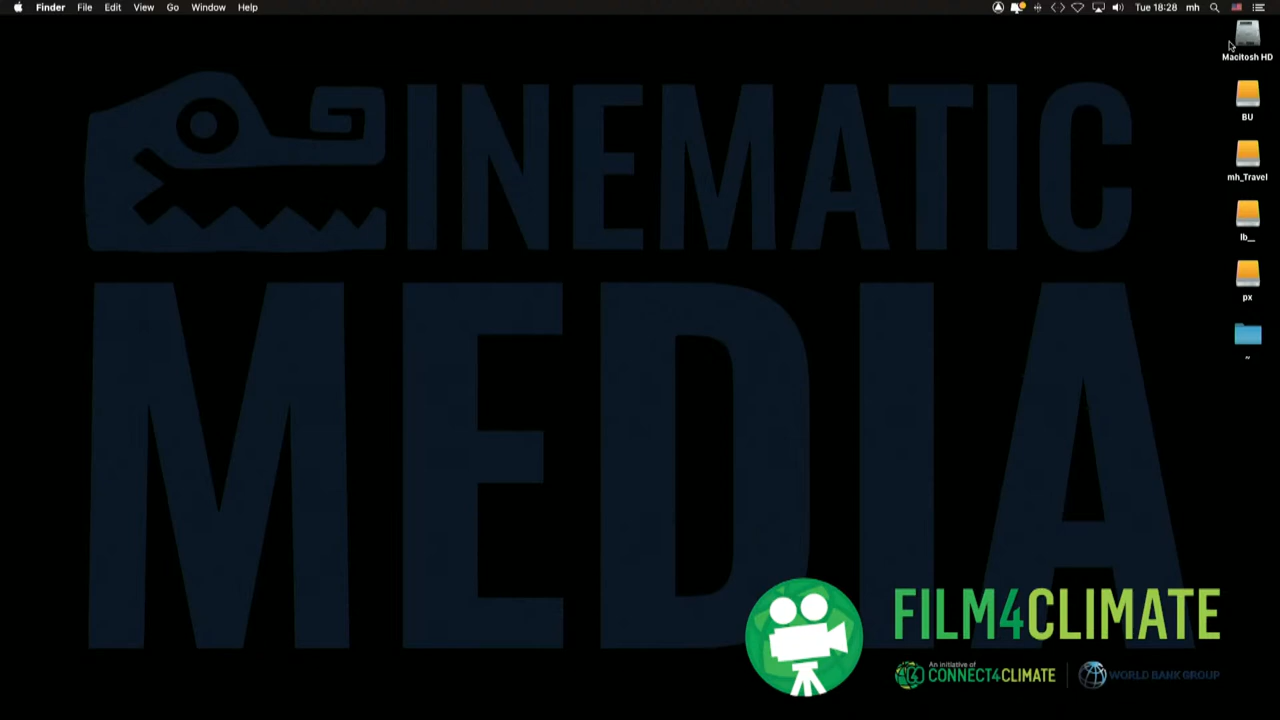 Finder File Edit View Go Window Help
Tue 18:28 mh
Macitosh HD
BU
mh_Travel
lb__
px
~
INEMATIC
MEDIA
FILM4CLIMATE
An initiative of
CONNECT4CLIMATE
WORLD BANK GROUP